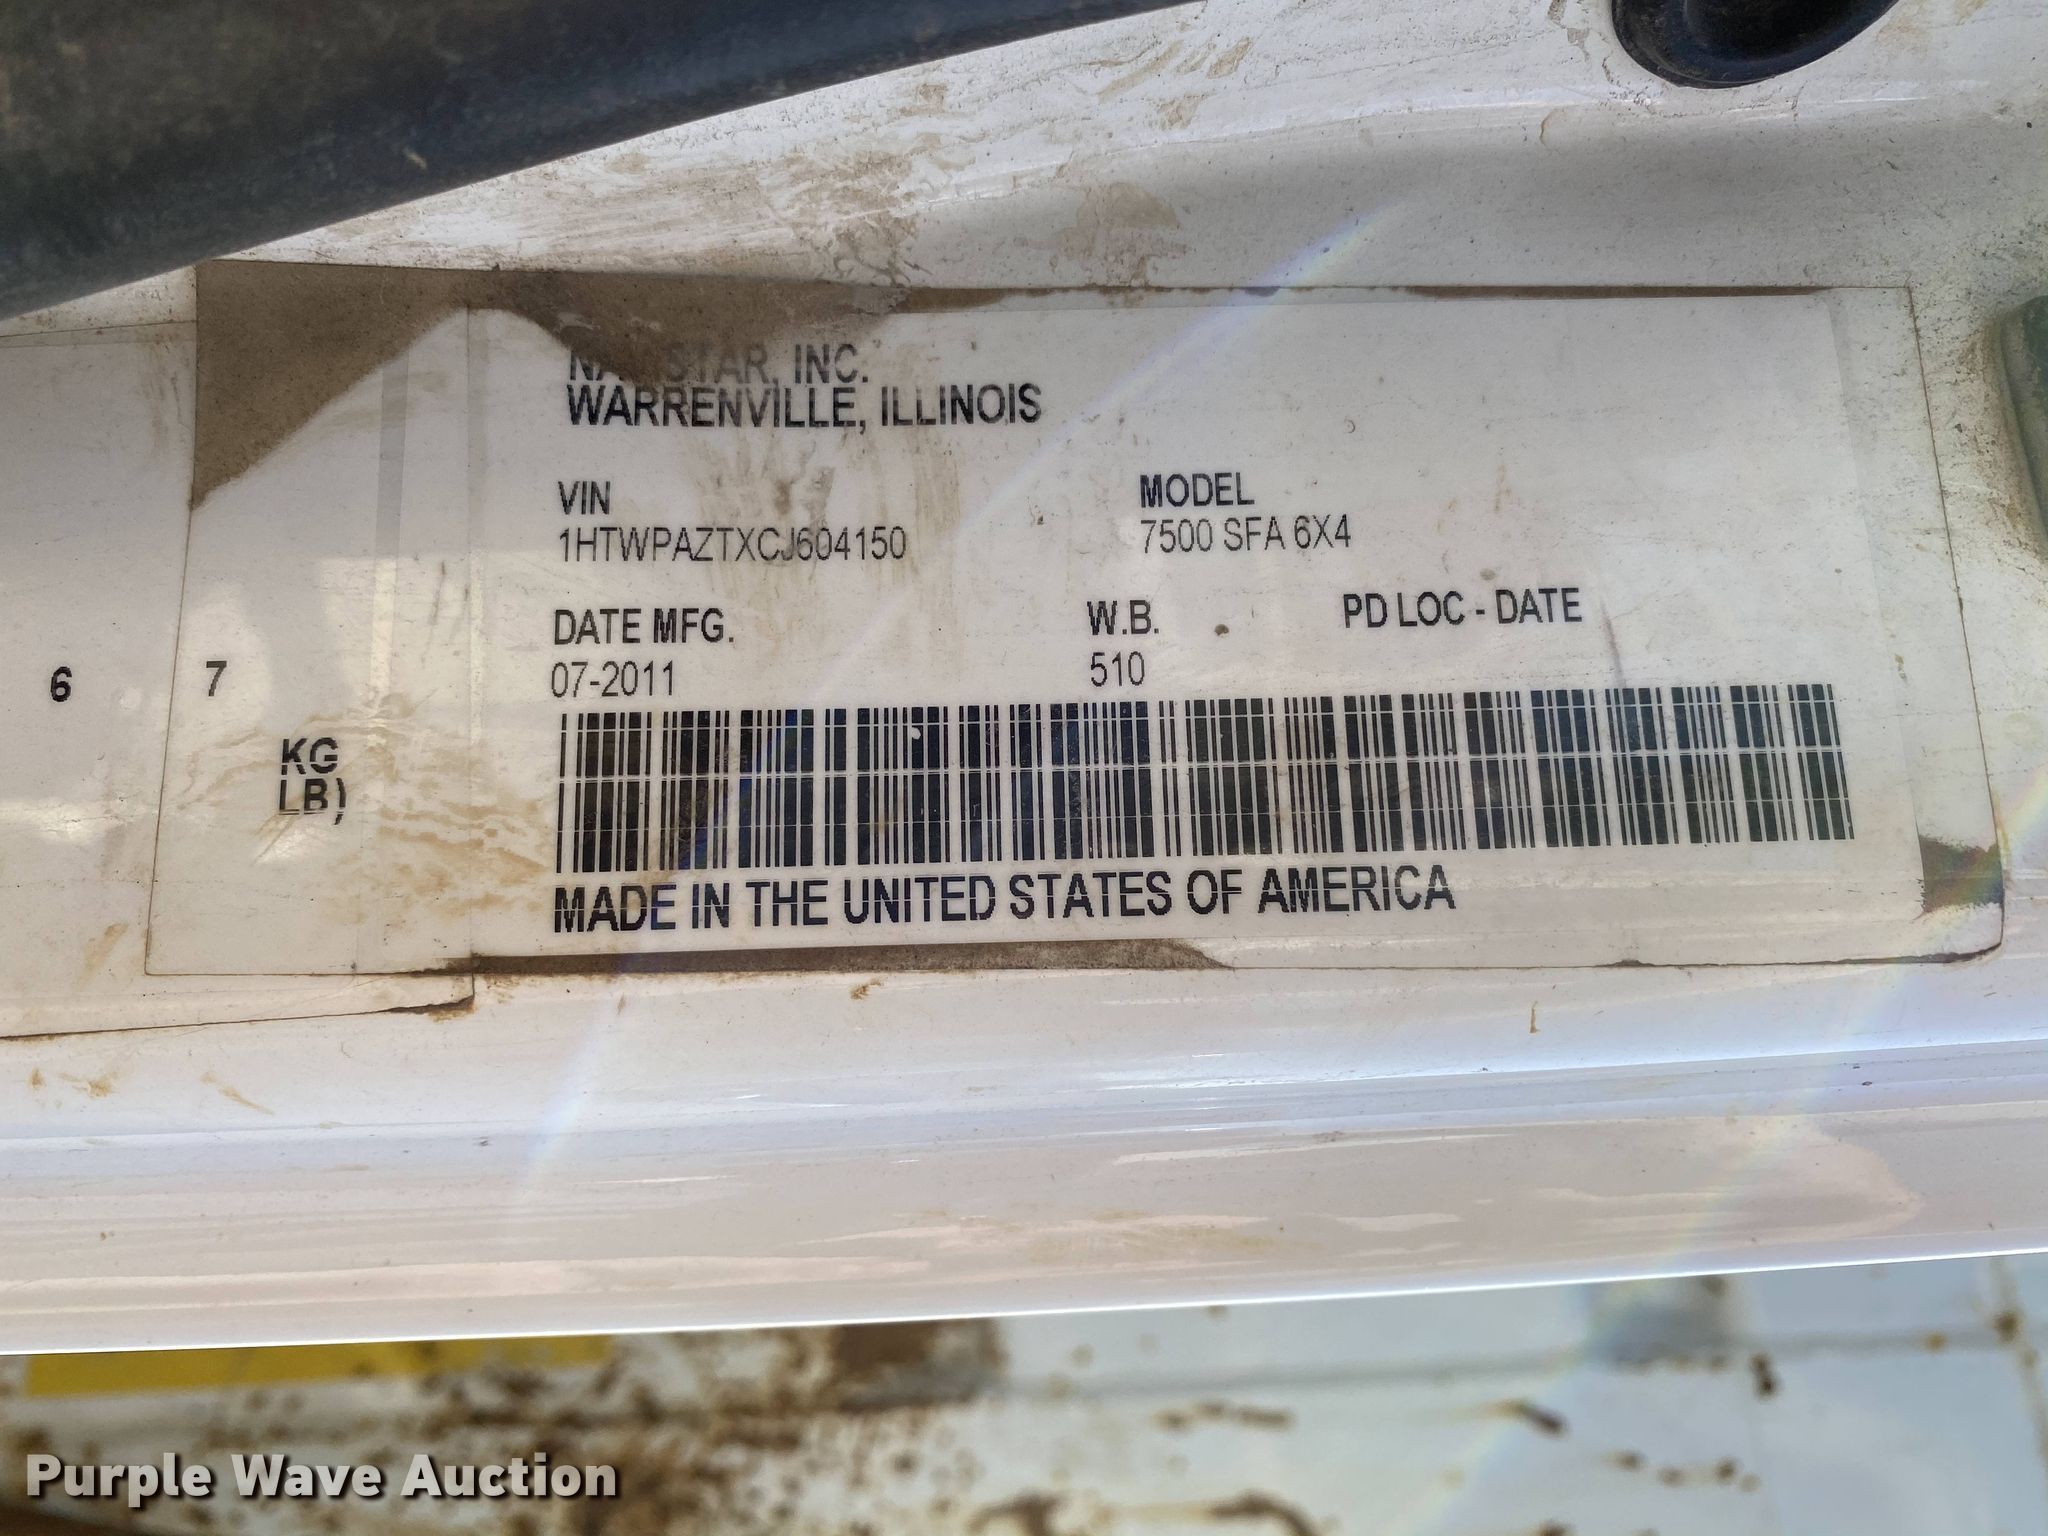 NAVISTAR, INC.
WARRENVILLE, ILLINOIS
VIN
1HTWPAZTXCJ604150
MODEL
7500 SFA 6X4
DATE MFG.
07-2011
W.B.
510
PD LOC - DATE
6
7
KG
LB)
MADE IN THE UNITED STATES OF AMERICA
Purple Wave Auction